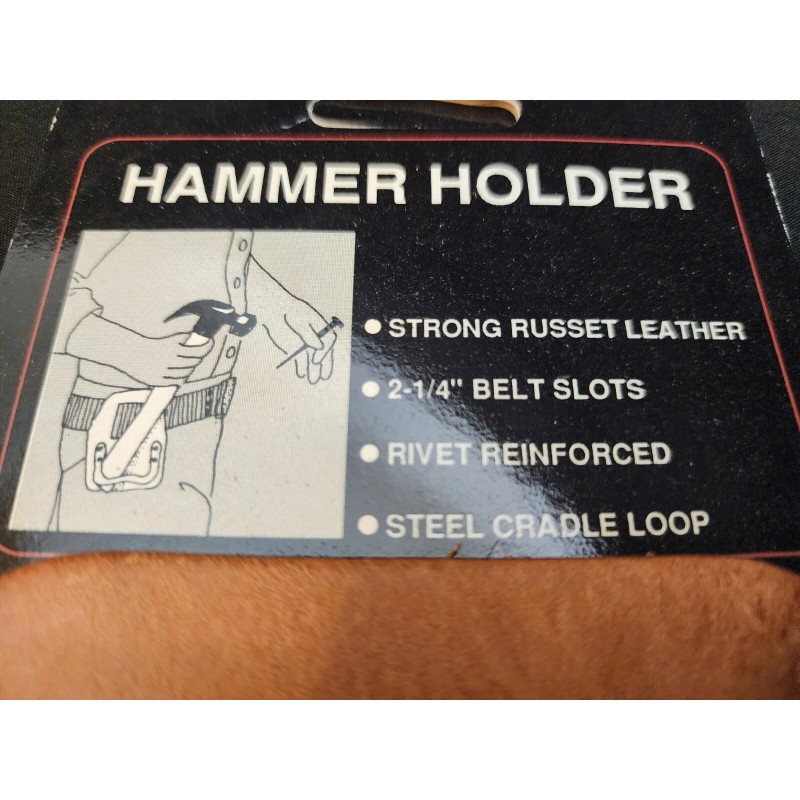 HAMMER HOLDER
● STRONG RUSSET LEATHER
● 2-1/4" BELT SLOTS
● RIVET REINFORCED
● STEEL CRADLE LOOP